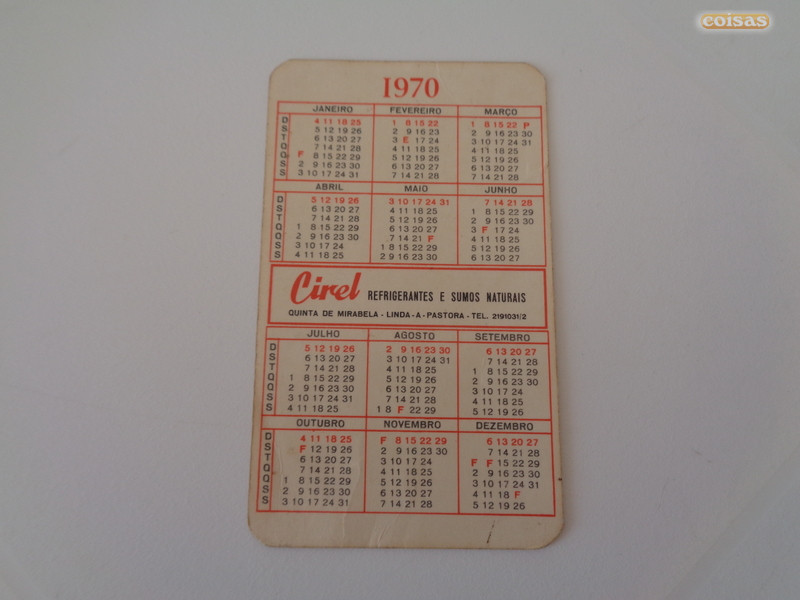 coisas
1970
JANEIRO FEVEREIRO MARÇO
D 4 11 18 25 1 8 15 22 1 8 15 22 P
S 5 12 19 26 2 9 16 23 2 9 16 23 30
T 6 13 20 27 3 E 17 24 3 10 17 24 31
Q 7 14 21 28 4 11 18 25 4 11 18 25
Q F 8 15 22 29 5 12 19 26 5 12 19 26
S 2 9 16 23 30 6 13 20 27 6 13 20 27
S 3 10 17 24 31 7 14 21 28 7 14 21 28
ABRIL MAIO JUNHO
D 5 12 19 26 3 10 17 24 31 7 14 21 28
S 6 13 20 27 4 11 18 25 1 8 15 22 29
T 7 14 21 28 5 12 19 26 2 9 16 23 30
Q 1 8 15 22 29 6 13 20 27 3 F 17 24
Q 2 9 16 23 30 7 14 21 F 4 11 18 25
S 3 10 17 24 1 8 15 22 29 5 12 19 26
S 4 11 18 25 2 9 16 23 30 6 13 20 27
Cirel REFRIGERANTES E SUMOS NATURAIS
QUINTA DE MIRABELA - LINDA - A - PASTORA - TEL. 2191031/2
JULHO AGOSTO SETEMBRO
D 5 12 19 26 2 9 16 23 30 6 13 20 27
S 6 13 20 27 3 10 17 24 31 7 14 21 28
T 7 14 21 28 4 11 18 25 1 8 15 22 29
Q 1 8 15 22 29 5 12 19 26 2 9 16 23 30
Q 2 9 16 23 30 6 13 20 27 3 10 17 24
S 3 10 17 24 31 7 14 21 28 4 11 18 25
S 4 11 18 25 1 8 F 22 29 5 12 19 26
OUTUBRO NOVEMBRO DEZEMBRO
D 4 11 18 25 F 8 15 22 29 6 13 20 27
S F 12 19 26 2 9 16 23 30 7 14 21 28
T 6 13 20 27 3 10 17 24 F F 15 22 29
Q 7 14 21 28 4 11 18 25 2 9 16 23 30
Q 1 8 15 22 29 5 12 19 26 3 10 17 24 31
S 2 9 16 23 30 6 13 20 27 4 11 18 F
S 3 10 17 24 31 7 14 21 28 5 12 19 26